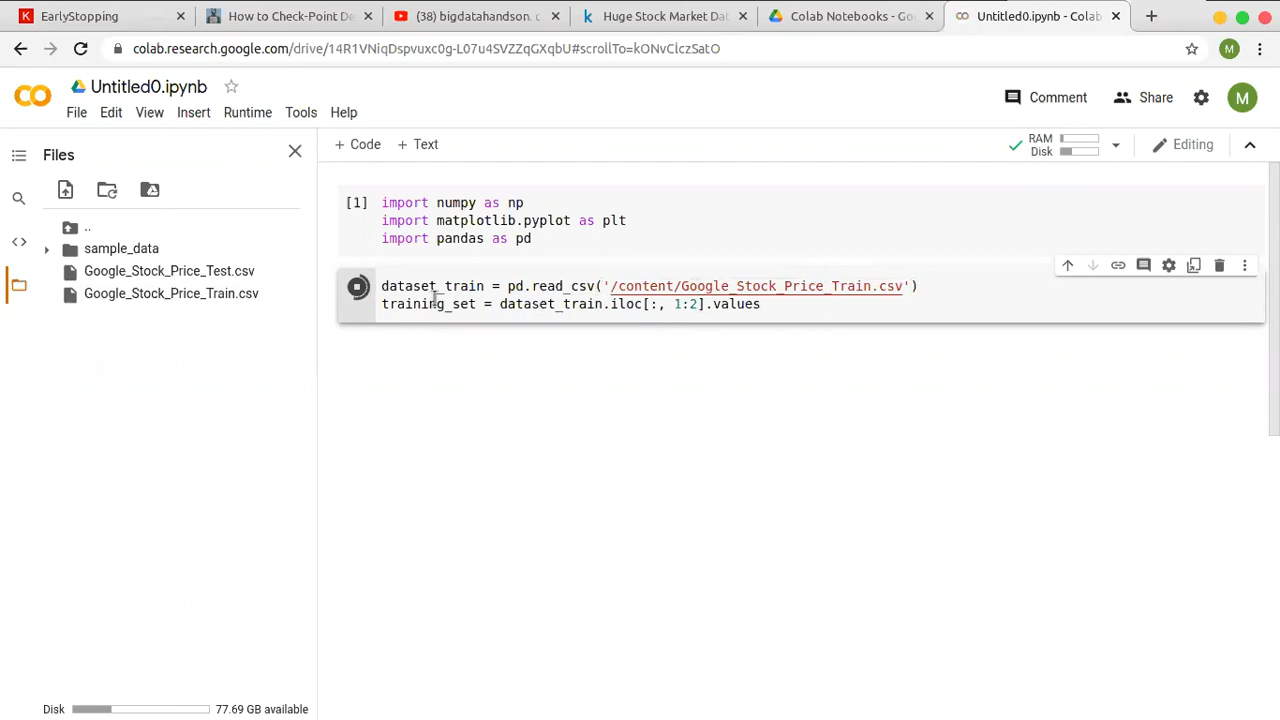 EarlyStopping
How to Check-Point De
(38) bigdatahandson. c
Huge Stock Market Dat
Colab Notebooks - Goo
Untitled0.ipynb - Colab
colab.research.google.com/drive/14R1VNiqDspvuxc0g-L07u4SVZZqGXqbU#scrollTo=kONvClczSatO
M
CO
Untitled0.ipynb
File Edit View Insert Runtime Tools Help
Comment
Share
M
Files
+ Code + Text
RAM
Disk
Editing
..
sample_data
Google_Stock_Price_Test.csv
Google_Stock_Price_Train.csv
[1]
import numpy as np
import matplotlib.pyplot as plt
import pandas as pd
dataset_train = pd.read_csv('/content/Google_Stock_Price_Train.csv')
training_set = dataset_train.iloc[:, 1:2].values
Disk
77.69 GB available